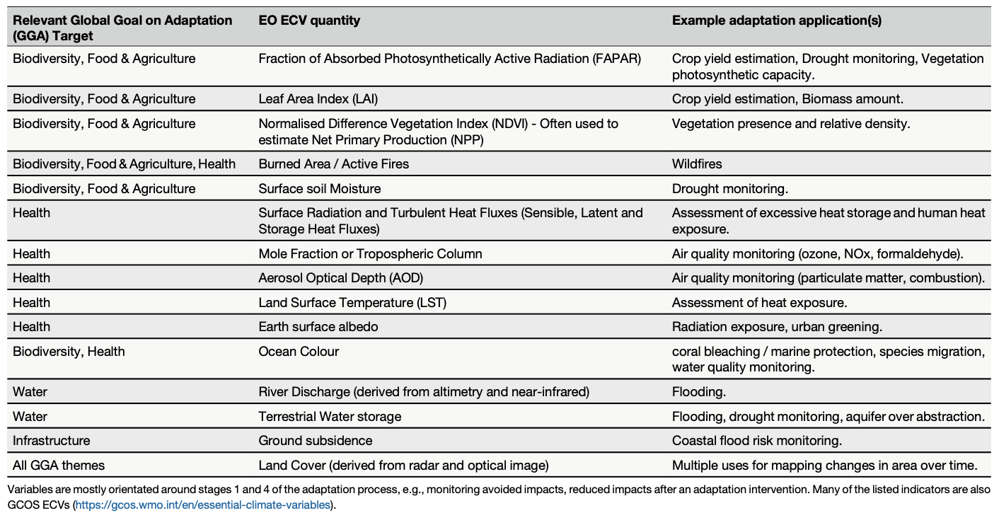 Relevant Global Goal on Adaptation (GGA) Target EO ECV quantity Example adaptation application(s)
Biodiversity, Food & Agriculture Fraction of Absorbed Photosynthetically Active Radiation (FAPAR) Crop yield estimation, Drought monitoring, Vegetation photosynthetic capacity.
Biodiversity, Food & Agriculture Leaf Area Index (LAI) Crop yield estimation, Biomass amount.
Biodiversity, Food & Agriculture Normalised Difference Vegetation Index (NDVI) - Often used to estimate Net Primary Production (NPP) Vegetation presence and relative density.
Biodiversity, Food & Agriculture, Health Burned Area / Active Fires Wildfires
Biodiversity, Food & Agriculture Surface soil Moisture Drought monitoring.
Health Surface Radiation and Turbulent Heat Fluxes (Sensible, Latent and Storage Heat Fluxes) Assessment of excessive heat storage and human heat exposure.
Health Mole Fraction or Tropospheric Column Air quality monitoring (ozone, NOx, formaldehyde).
Health Aerosol Optical Depth (AOD) Air quality monitoring (particulate matter, combustion).
Health Land Surface Temperature (LST) Assessment of heat exposure.
Health Earth surface albedo Radiation exposure, urban greening.
Biodiversity, Health Ocean Colour coral bleaching / marine protection, species migration, water quality monitoring.
Water River Discharge (derived from altimetry and near-infrared) Flooding.
Water Terrestrial Water storage Flooding, drought monitoring, aquifer over abstraction.
Infrastructure Ground subsidence Coastal flood risk monitoring.
All GGA themes Land Cover (derived from radar and optical image) Multiple uses for mapping changes in area over time.
Variables are mostly orientated around stages 1 and 4 of the adaptation process, e.g., monitoring avoided impacts, reduced impacts after an adaptation intervention. Many of the listed indicators are also
GCOS ECVs (https://gcos.wmo.int/en/essential-climate-variables).